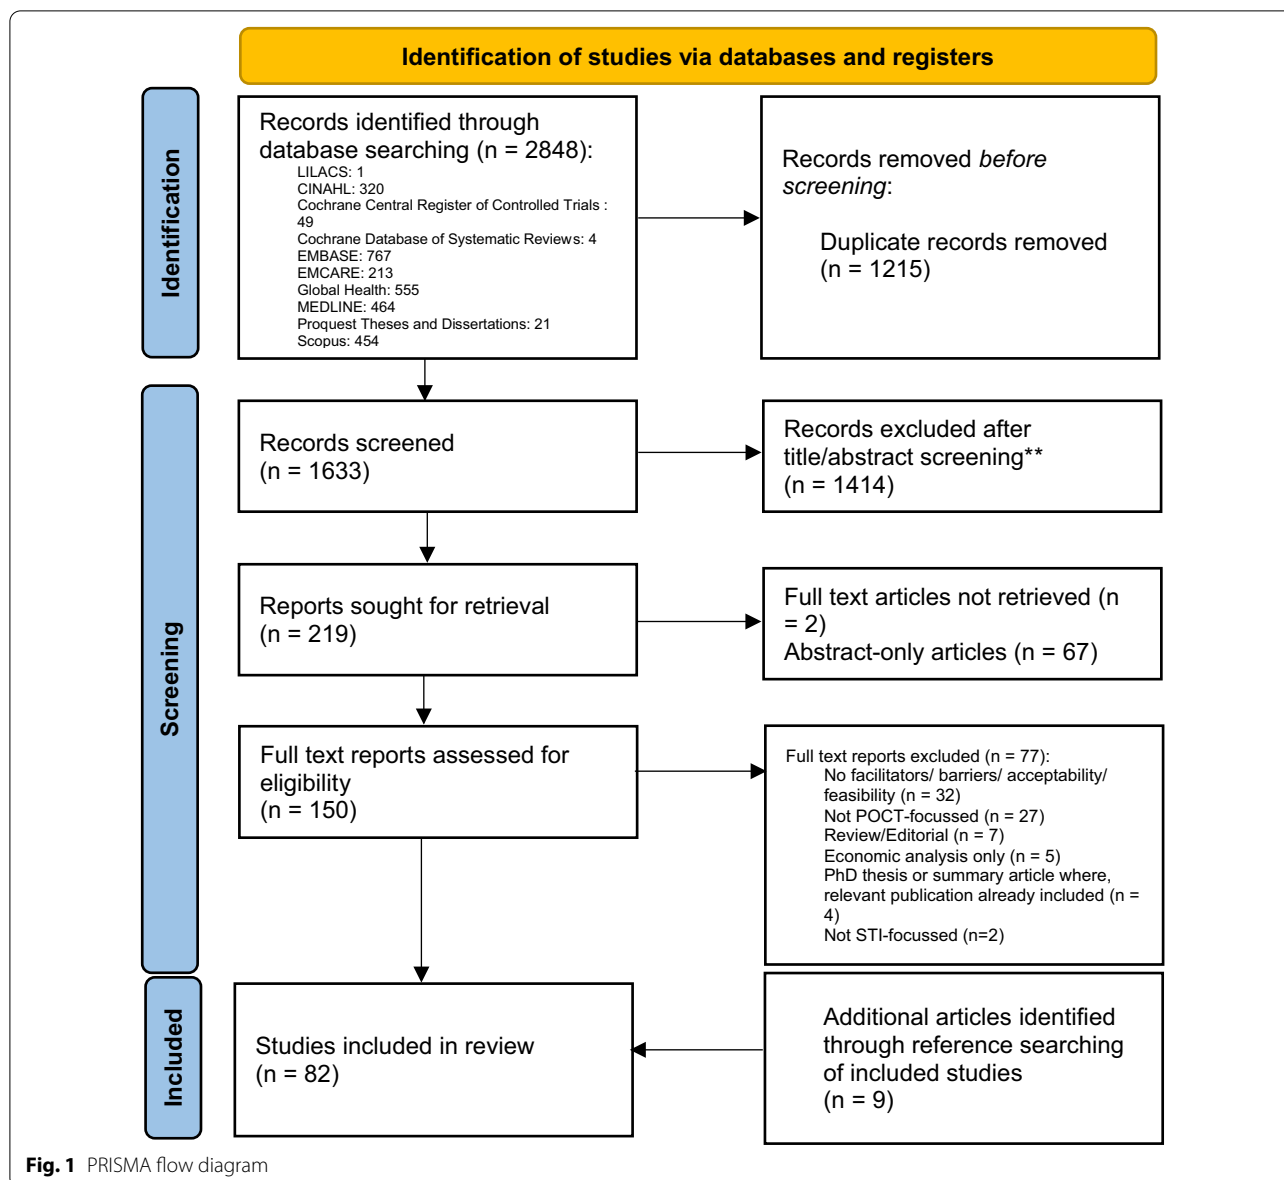 Identification of studies via databases and registers
Identification
Records identified through
database searching (n = 2848):
LILACS: 1
CINAHL: 320
Cochrane Central Register of Controlled Trials :
49
Cochrane Database of Systematic Reviews: 4
EMBASE: 767
EMCARE: 213
Global Health: 555
MEDLINE: 464
Proquest Theses and Dissertations: 21
Scopus: 454
Records removed before
screening:
Duplicate records removed
(n = 1215)
Screening
Records screened
(n = 1633)
Records excluded after
title/abstract screening**
(n = 1414)
Reports sought for retrieval
(n = 219)
Full text articles not retrieved (n
= 2)
Abstract-only articles (n = 67)
Full text reports assessed for
eligibility
(n = 150)
Full text reports excluded (n = 77):
No facilitators/ barriers/ acceptability/
feasibility (n = 32)
Not POCT-focussed (n = 27)
Review/Editorial (n = 7)
Economic analysis only (n = 5)
PhD thesis or summary article where,
relevant publication already included (n =
4)
Not STI-focussed (n=2)
Included
Studies included in review
(n = 82)
Additional articles identified
through reference searching
of included studies
(n = 9)
Fig. 1 PRISMA flow diagram